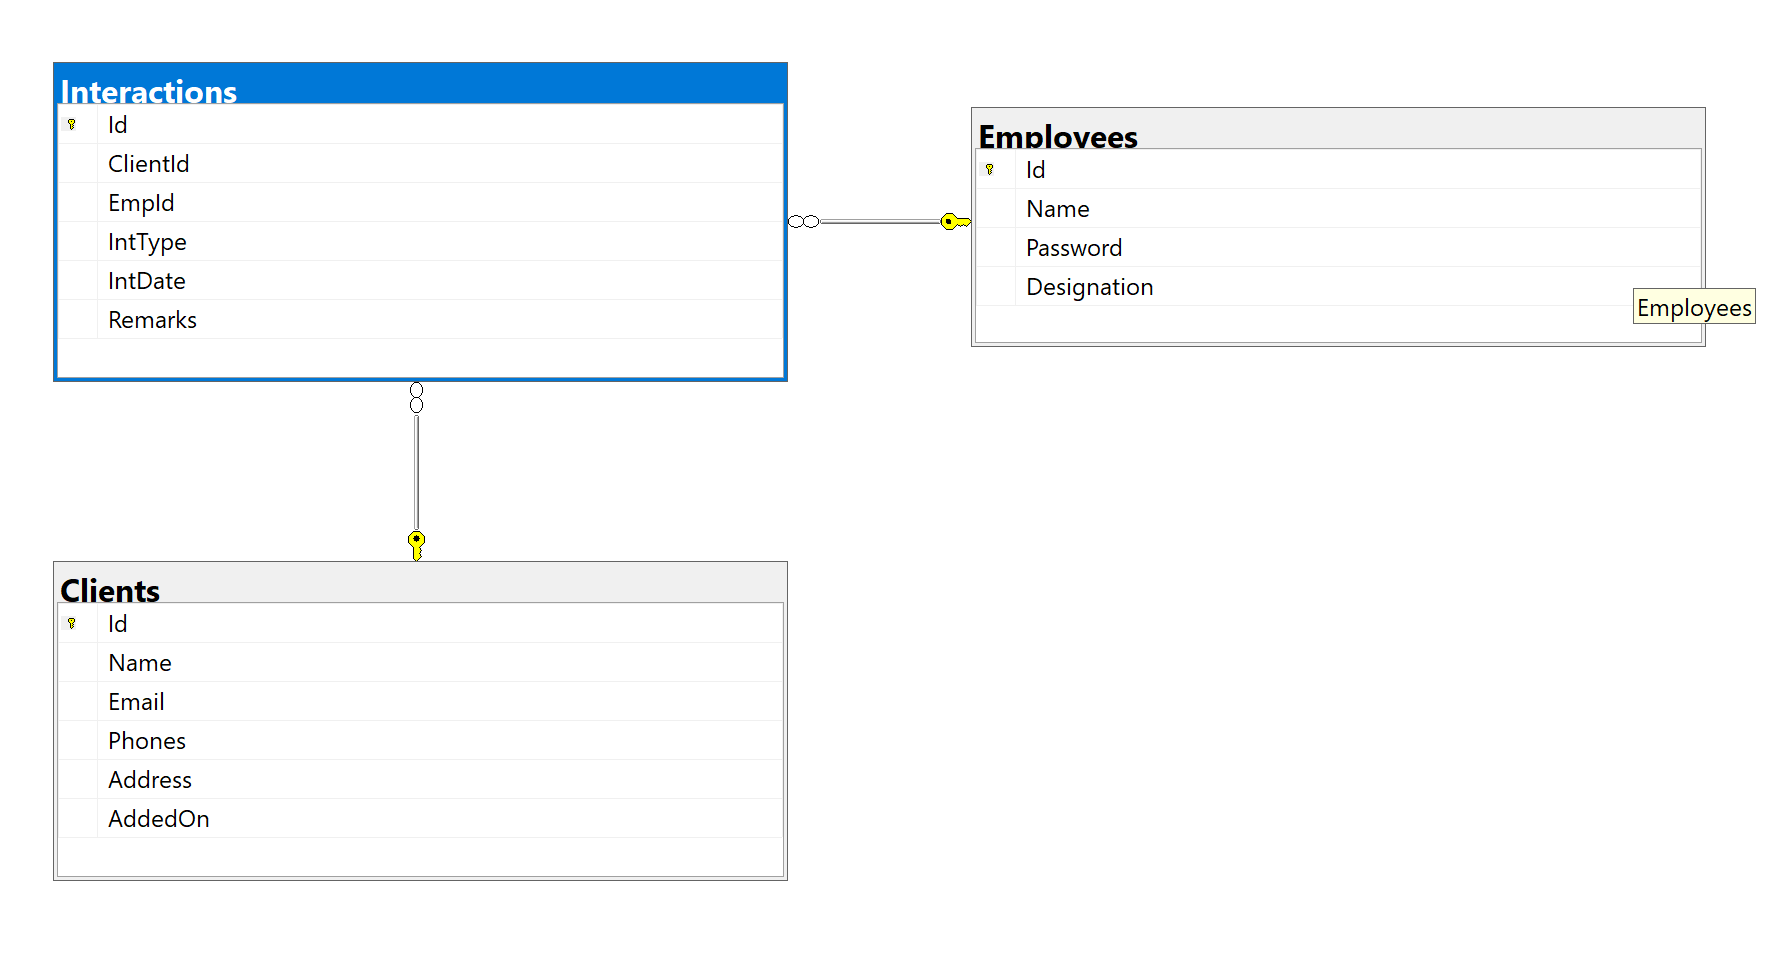 Interactions
Id
ClientId
EmpId
IntType
IntDate
Remarks
Employees
Id
Name
Password
Designation
Employees
Clients
Id
Name
Email
Phones
Address
AddedOn